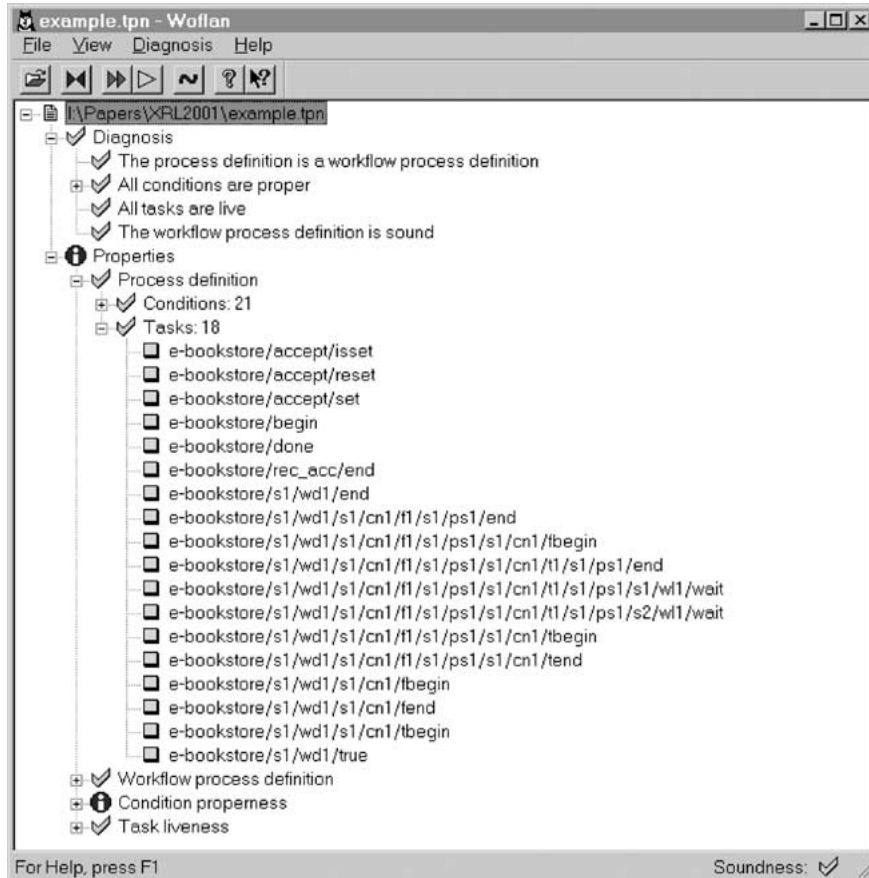 example.tpn - Woflan
File View Diagnosis Help
I:\Papers\XRL2001\example.tpn
Diagnosis
The process definition is a workflow process definition
All conditions are proper
All tasks are live
The workflow process definition is sound
Properties
Process definition
Conditions: 21
Tasks: 18
e-bookstore/accept/isset
e-bookstore/accept/reset
e-bookstore/accept/set
e-bookstore/begin
e-bookstore/done
e-bookstore/rec_acc/end
e-bookstore/s1/wd1/end
e-bookstore/s1/wd1/s1/cn1/f1/s1/ps1/end
e-bookstore/s1/wd1/s1/cn1/f1/s1/ps1/s1/cn1/fbegin
e-bookstore/s1/wd1/s1/cn1/f1/s1/ps1/s1/cn1/t1/s1/ps1/end
e-bookstore/s1/wd1/s1/cn1/f1/s1/ps1/s1/cn1/t1/s1/ps1/s1/wl1/wait
e-bookstore/s1/wd1/s1/cn1/f1/s1/ps1/s1/cn1/t1/s1/ps1/s2/wl1/wait
e-bookstore/s1/wd1/s1/cn1/f1/s1/ps1/s1/cn1/tbegin
e-bookstore/s1/wd1/s1/cn1/f1/s1/ps1/s1/cn1/tend
e-bookstore/s1/wd1/s1/cn1/fbegin
e-bookstore/s1/wd1/s1/cn1/fend
e-bookstore/s1/wd1/s1/cn1/tbegin
e-bookstore/s1/wd1/true
Workflow process definition
Condition properness
Task liveness
For Help, press F1 Soundness: